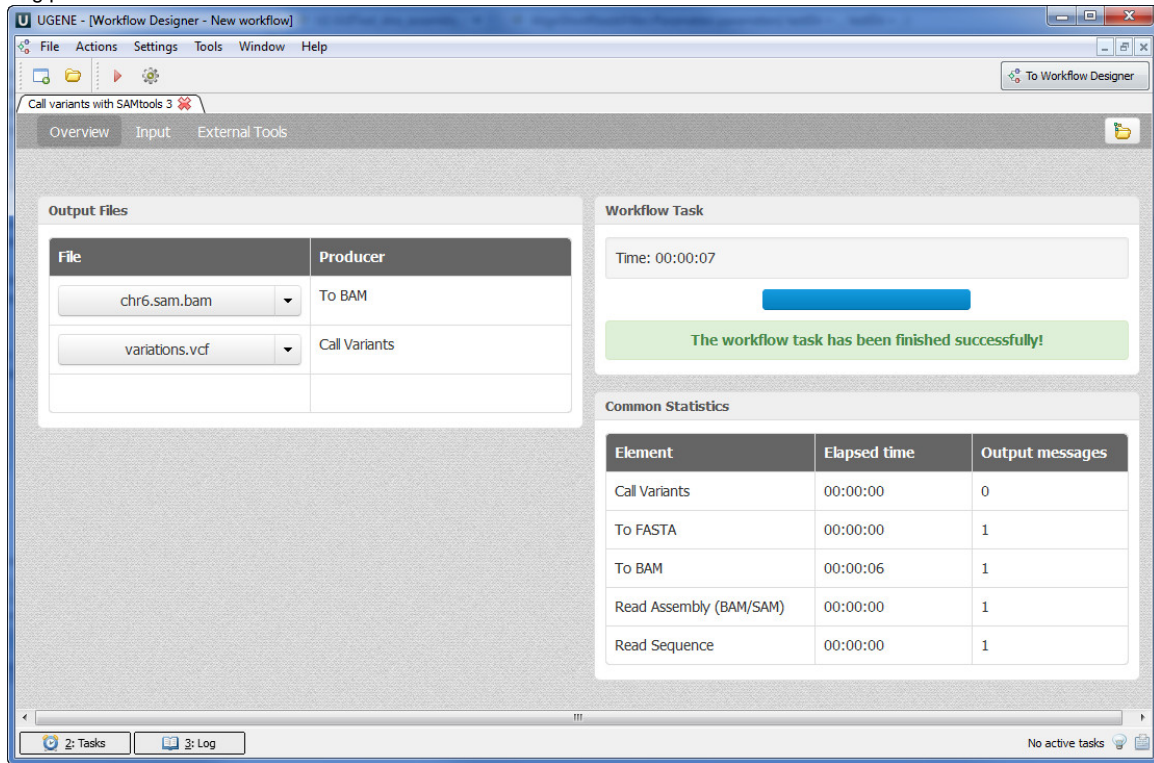 UGENE - [Workflow Designer - New workflow]
File Actions Settings Tools Window Help
To Workflow Designer
Call variants with SAMtools 3
Overview Input External Tools
Output Files
File Producer
chr6.sam.bam To BAM
variations.vcf Call Variants
Workflow Task
Time: 00:00:07
The workflow task has been finished successfully!
Common Statistics
Element Elapsed time Output messages
Call Variants 00:00:00 0
To FASTA 00:00:00 1
To BAM 00:00:06 1
Read Assembly (BAM/SAM) 00:00:00 1
Read Sequence 00:00:00 1
2: Tasks 3: Log No active tasks